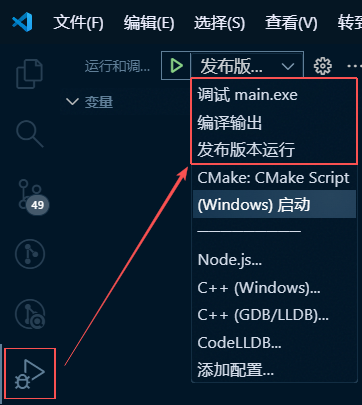 文件(F) 编辑(E) 选择(S) 查看(V) 转到
运行和调... 发布版...
变量
调试 main.exe
编译输出
发布版本运行
CMake: CMake Script
(Windows) 启动
Node.js...
C++ (Windows)...
C++ (GDB/LLDB)...
CodeLLDB...
添加配置...
49